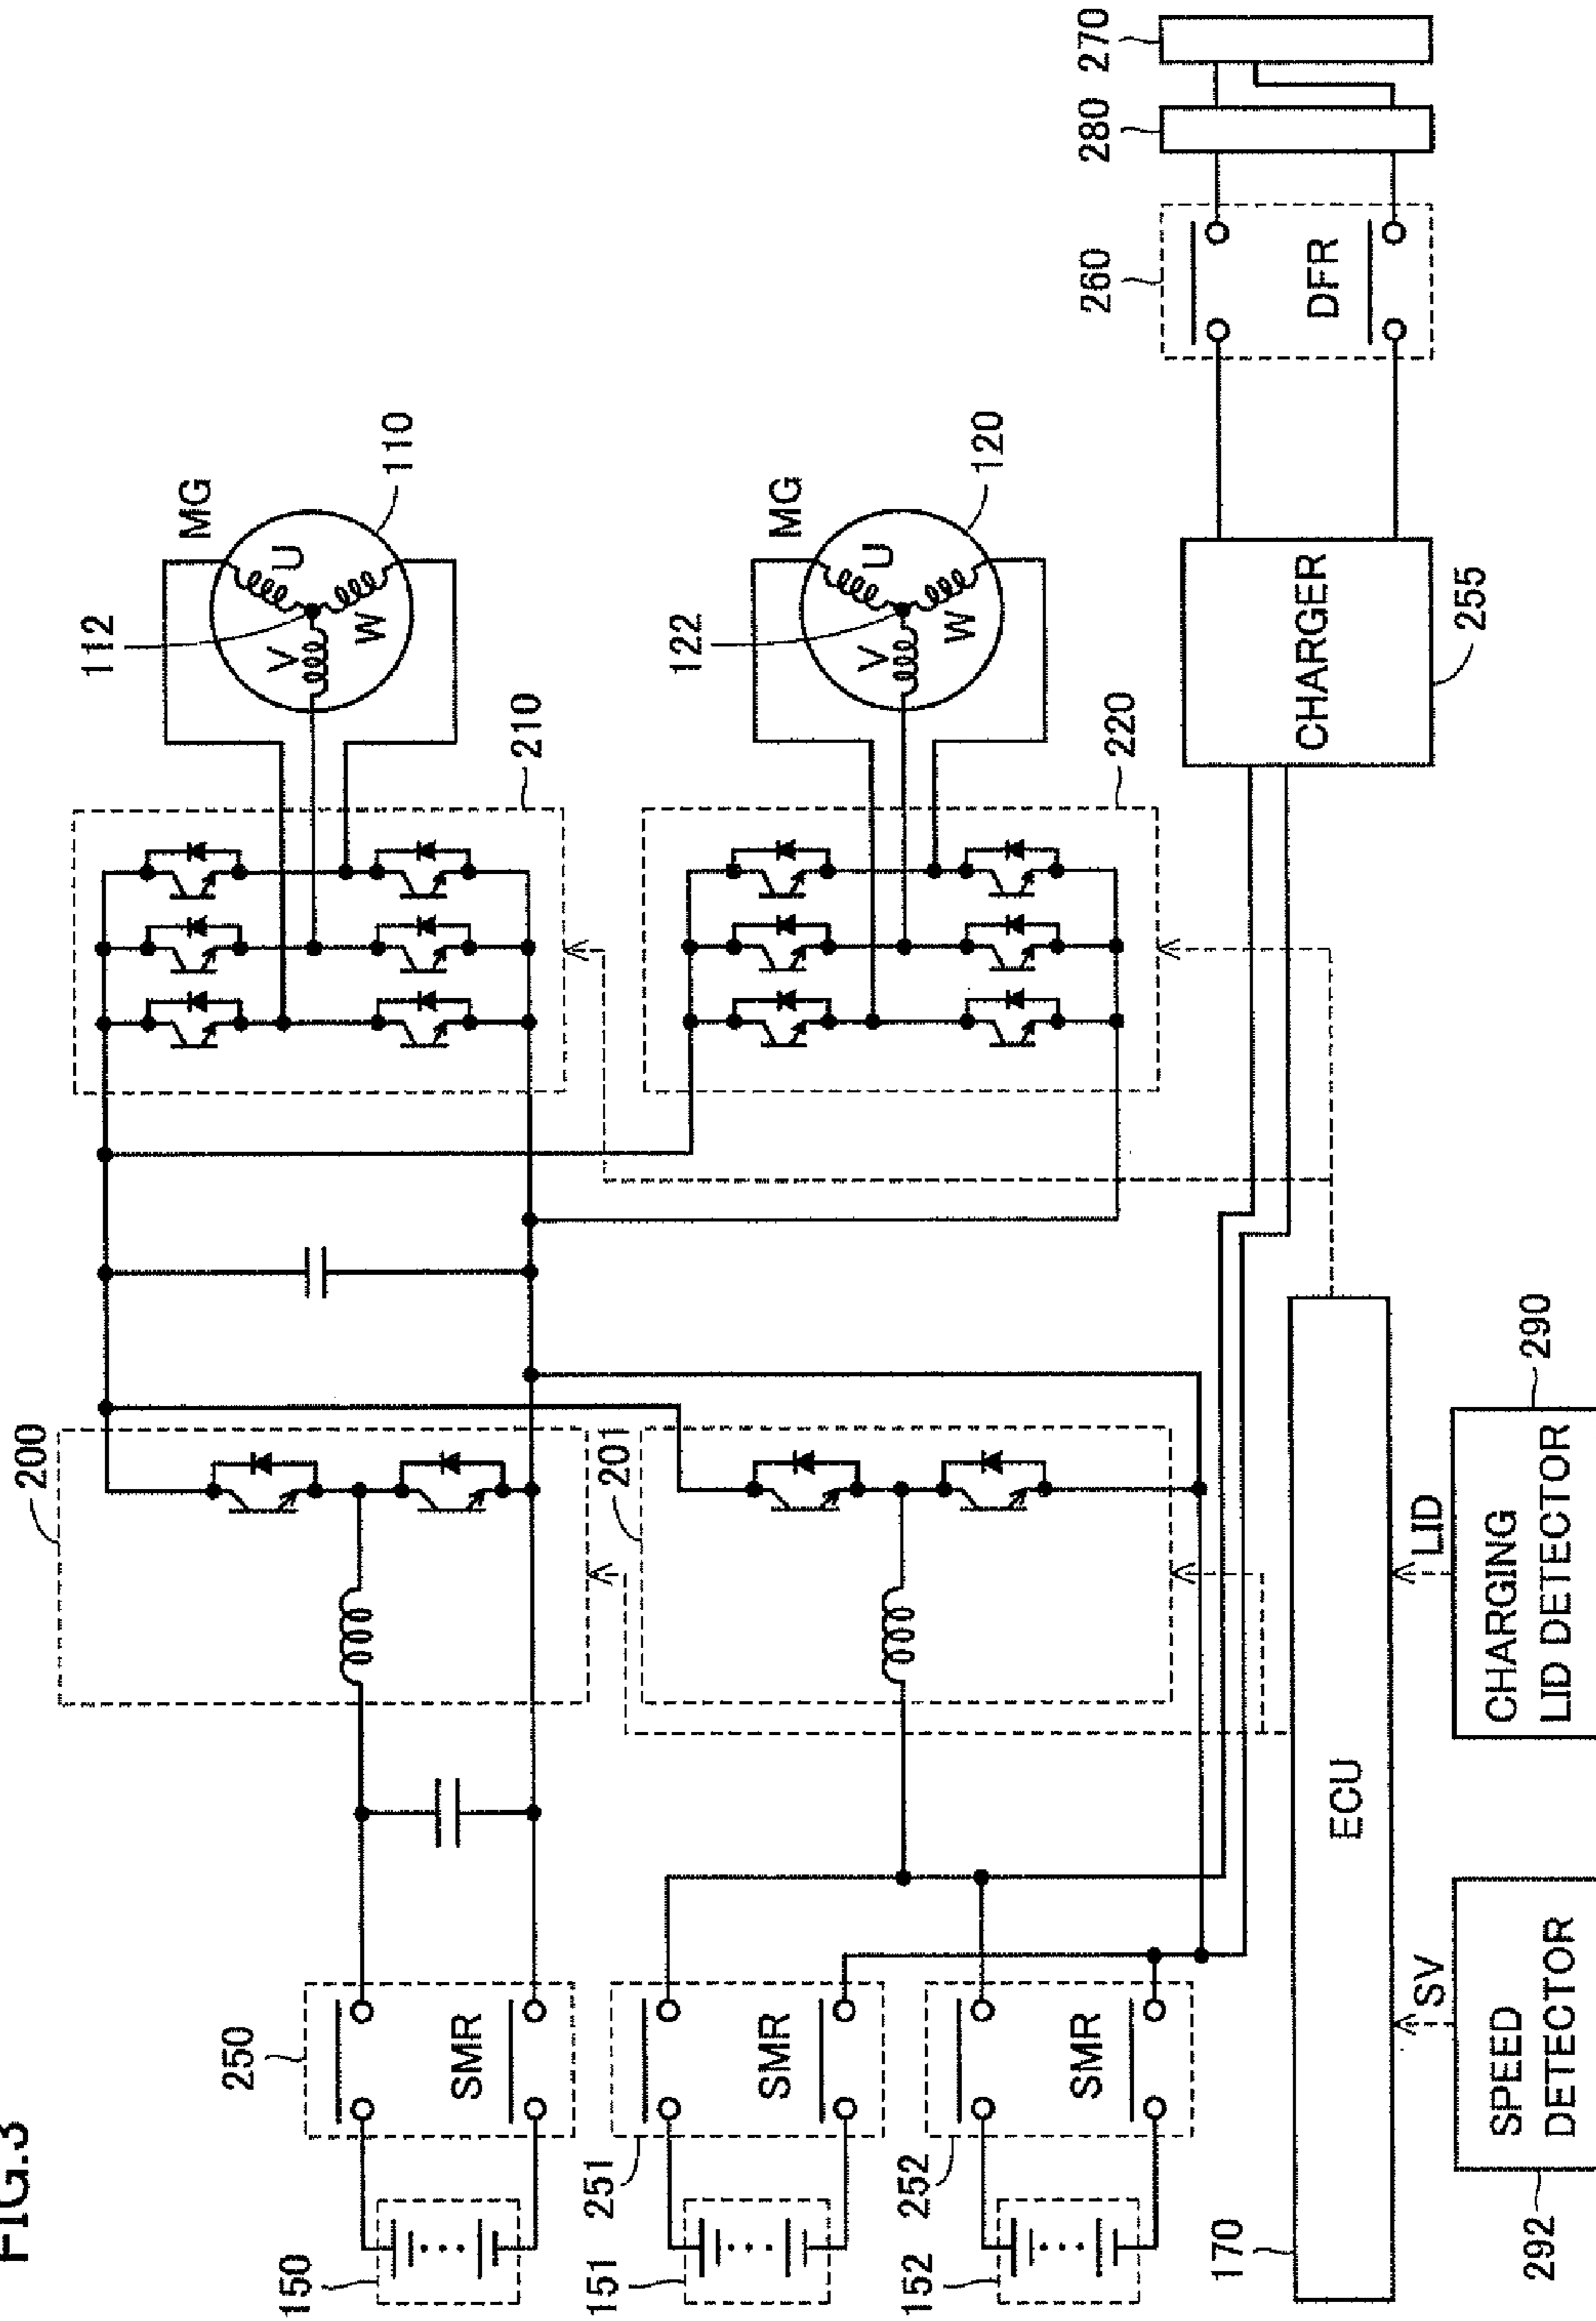 FIG.3
200
210
112
MG
110
U
V
W
250
SMR
150
201
220
122
MG
120
U
V
W
251
SMR
151
252
SMR
152
260
DFR
280
270
CHARGER
255
170
ECU
SV
LID
292
SPEED
DETECTOR
290
CHARGING
LID DETECTOR